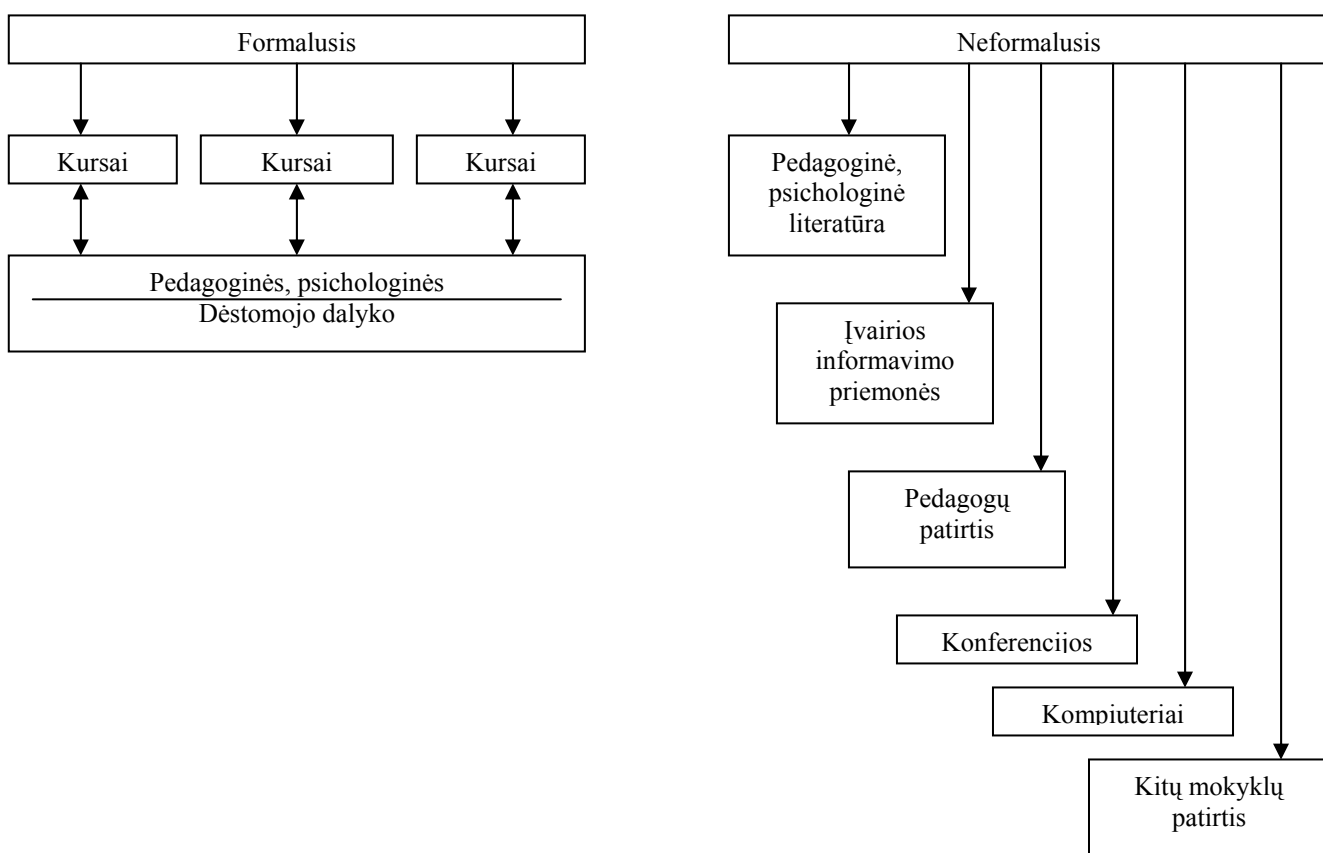 Formalusis
Kursai
Kursai
Kursai
Pedagoginės, psichologinės
Dėstomojo dalyko
Neformalusis
Pedagoginė,
psichologinė
literatūra
Įvairios
informavimo
priemonės
Pedagogų
patirtis
Konferencijos
Kompiuteriai
Kitų mokyklų
patirtis